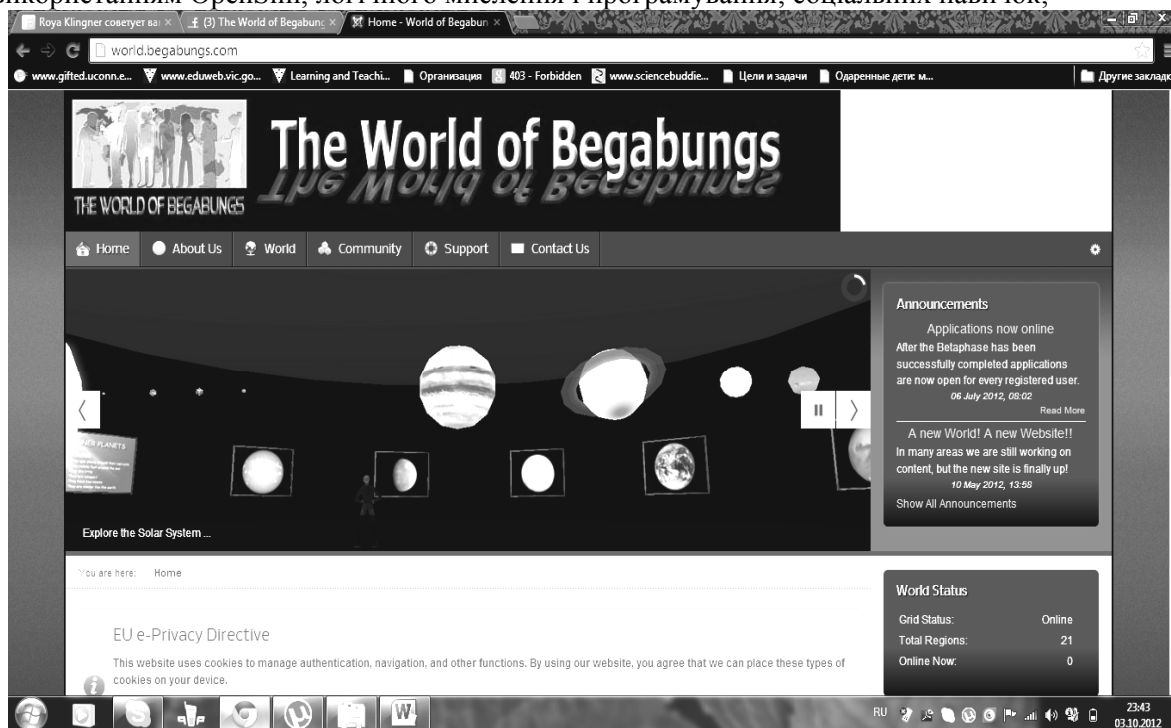 використанням OpenSim, логічного мислення і програмування, соціальних навичок;
Roya Klingner советует ва
(3) The World of Begabung
Home - World of Begabun
world.begabungs.com
www.gifted.uconn.e...
www.eduweb.vic.go...
Learning and Teachi...
Организация
403 - Forbidden
www.sciencebuddie...
Цели и задачи
Одаренные дети: м...
Другие закладк
THE WORLD OF BEGABUNGS
The World of Begabungs
Home
About Us
World
Community
Support
Contact Us
Explore the Solar System ...
Announcements
Applications now online
After the Betaphase has been
successfully completed applications
are now open for every registered user.
06 July 2012, 08:02
Read More
A new World! A new Website!!
In many areas we are still working on
content, but the new site is finally up!
10 May 2012, 13:58
Show All Announcements
You are here: Home
EU e-Privacy Directive
This website uses cookies to manage authentication, navigation, and other functions. By using our website, you agree that we can place these types of
cookies on your device.
World Status
Grid Status: Online
Total Regions: 21
Online Now: 0
RU
23:43
03.10.2012